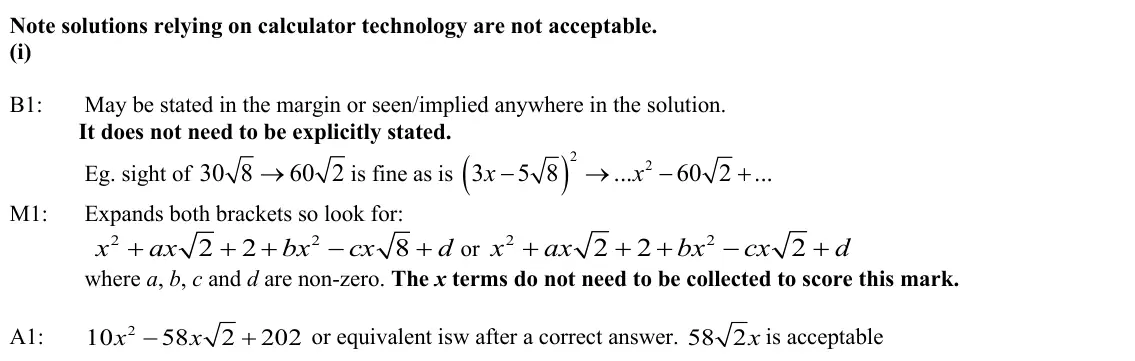 Note solutions relying on calculator technology are not acceptable.
(i)
B1: May be stated in the margin or seen/implied anywhere in the solution.
It does not need to be explicitly stated.
Eg. sight of 30√8 → 60√2 is fine as is (3x − 5√8)² → ...x² − 60√2 + ...
M1: Expands both brackets so look for:
x² + ax√2 + 2 + bx² − cx√8 + d or x² + ax√2 + 2 + bx² − cx√2 + d
where a, b, c and d are non-zero. The x terms do not need to be collected to score this mark.
A1: 10x² − 58x√2 + 202 or equivalent isw after a correct answer. 58√2x is acceptable